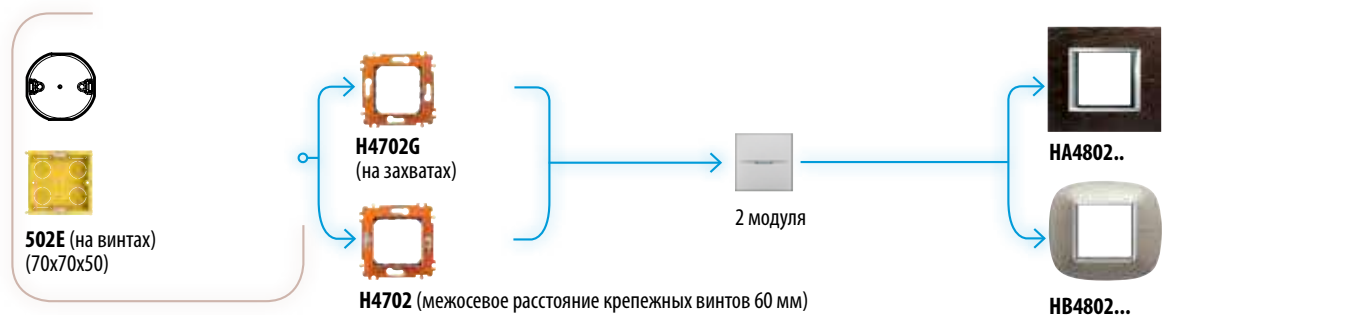 502E (на винтах)
(70x70x50)
H4702G
(на захватах)
H4702 (межосевое расстояние крепежных винтов 60 мм)
2 модуля
HA4802..
HB4802...